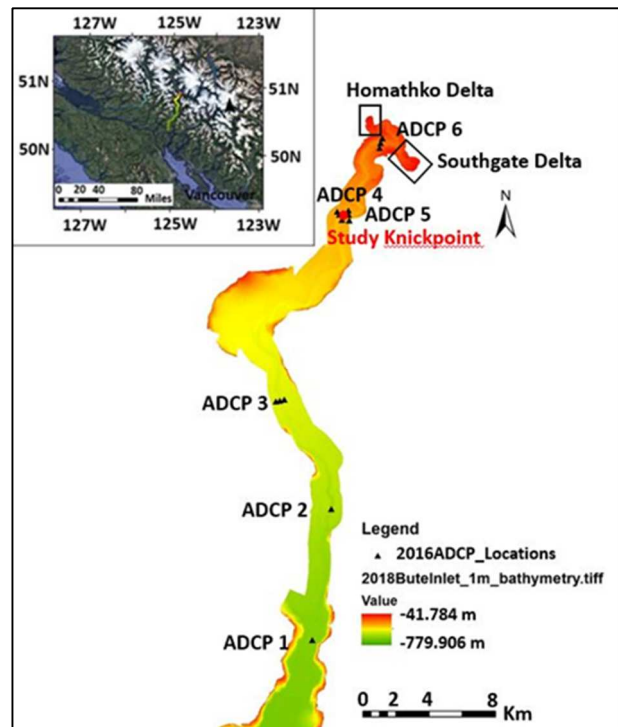 127W 125W 123W
51N 51N
50N 50N
Vancouver
0 20 40 80
Miles
127W 125W 123W
Homathko Delta
ADCP 6
Southgate Delta
ADCP 4
ADCP 5
N
Study Knickpoint
ADCP 3
ADCP 2
Legend
2016ADCP_Locations
2018ButeInlet_1m_bathymetry.tiff
Value
-41.784 m
-779.906 m
ADCP 1
0 2 4 8
Km